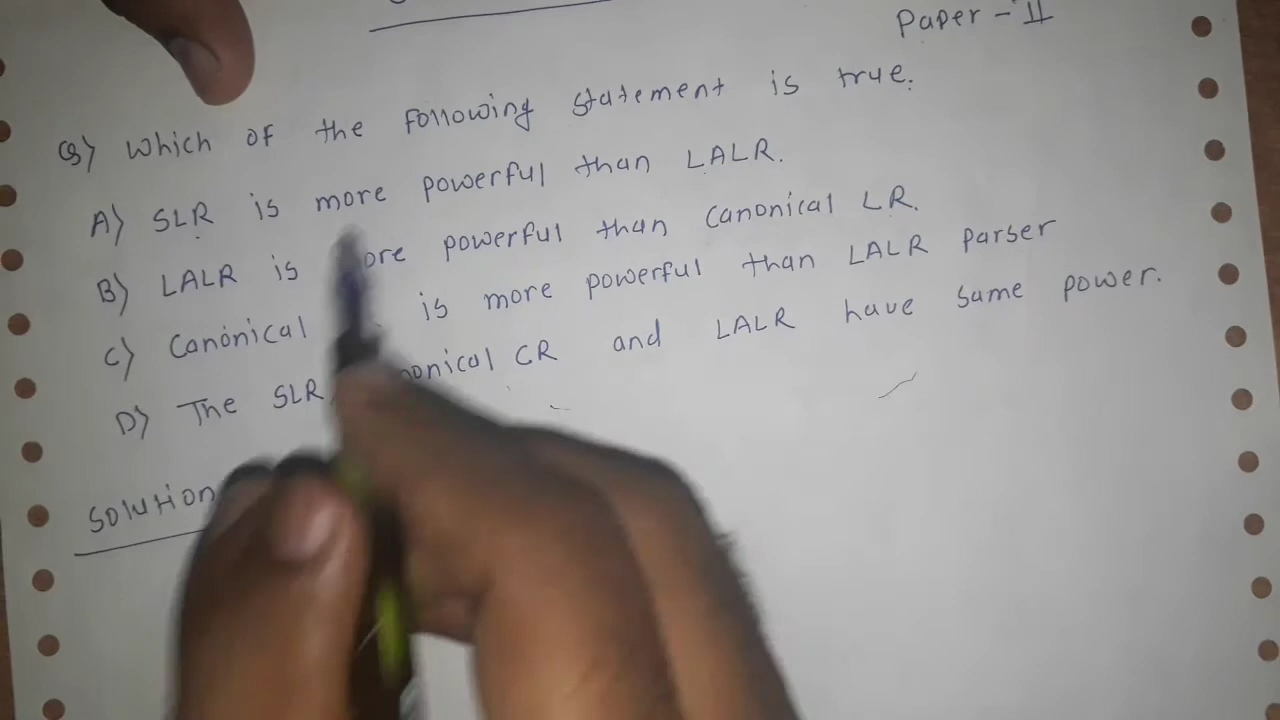 Paper - II
Q) Which of the following statement is true.
A) SLR is more powerful than LALR.
B) LALR is ore powerful than Canonical LR.
C) Canonical is more powerful than LALR parser
D) The SLR, nonical CR and LALR have same power.
Solution